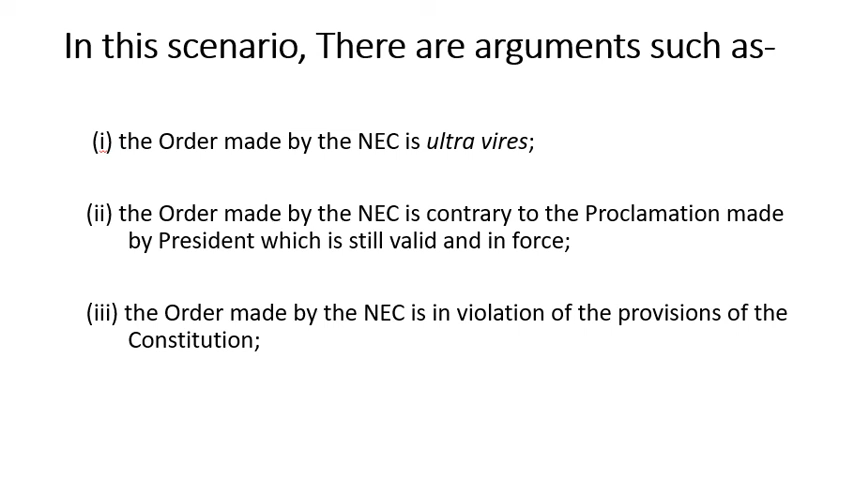 In this scenario, There are arguments such as-
(i) the Order made by the NEC is ultra vires;
(ii) the Order made by the NEC is contrary to the Proclamation made
by President which is still valid and in force;
(iii) the Order made by the NEC is in violation of the provisions of the
Constitution;